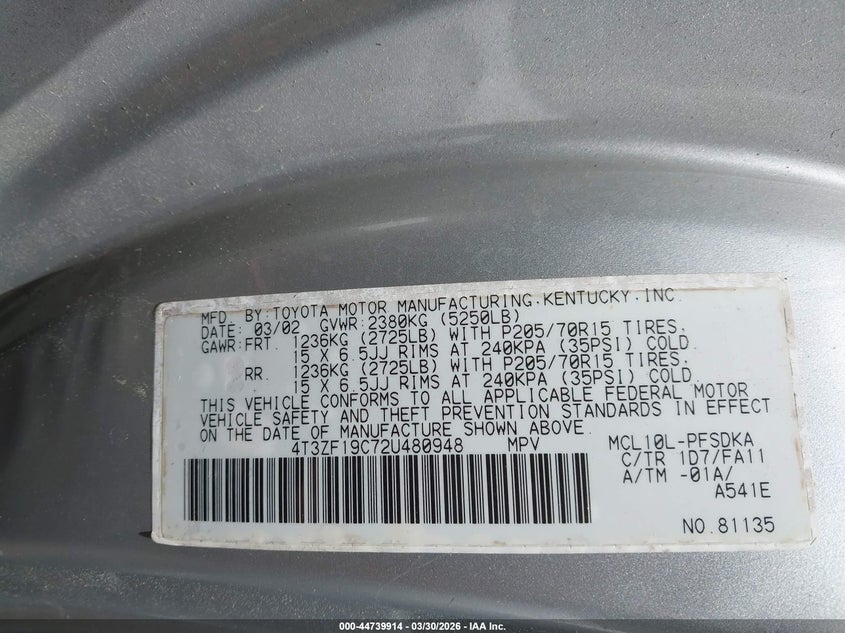 MFD. BY:TOYOTA MOTOR MANUFACTURING.KENTUCKY.INC.
DATE: 03/02 GVWR:2380KG (5250LB)
GAWR:FRT. 1236KG (2725LB) WITH P205/70R15 TIRES.
15 X 6.5JJ RIMS AT 240KPA (35PSI) COLD.
RR. 1236KG (2725LB) WITH P205/70R15 TIRES.
15 X 6.5JJ RIMS AT 240KPA (35PSI) COLD.
THIS VEHICLE CONFORMS TO ALL APPLICABLE FEDERAL MOTOR
VEHICLE SAFETY AND THEFT PREVENTION STANDARDS IN EFFECT
ON THE DATE OF MANUFACTURE SHOWN ABOVE.
4T3ZF19C72U480948 MPV MCL10L-PFSDKA
C/TR 1D7/FA11
A/TM -01A/
A541E
NO.81135
000-44739914 | 03/30/2026 - IAA Inc.